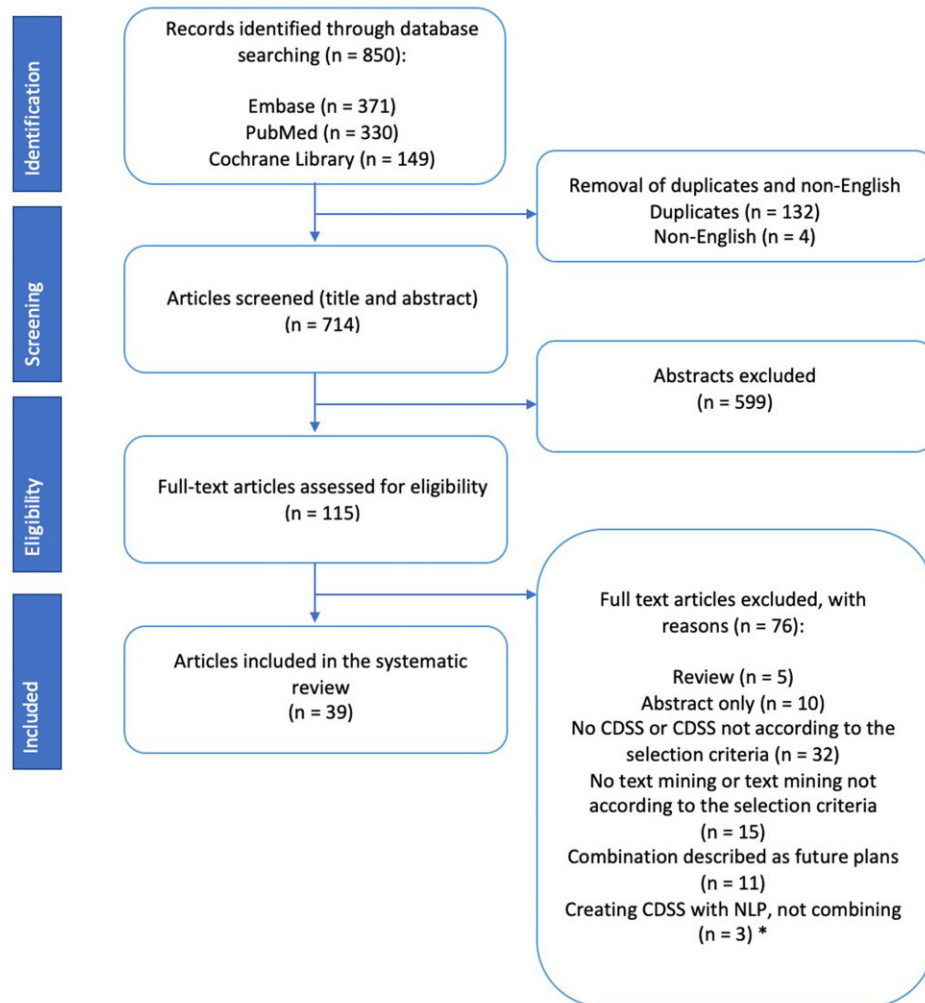 Identification
Records identified through database
searching (n = 850):
Embase (n = 371)
PubMed (n = 330)
Cochrane Library (n = 149)
Removal of duplicates and non-English
Duplicates (n = 132)
Non-English (n = 4)
Screening
Articles screened (title and abstract)
(n = 714)
Abstracts excluded
(n = 599)
Eligibility
Full-text articles assessed for eligibility
(n = 115)
Full text articles excluded, with
reasons (n = 76):
Review (n = 5)
Abstract only (n = 10)
No CDSS or CDSS not according to the
selection criteria (n = 32)
No text mining or text mining not
according to the selection criteria
(n = 15)
Combination described as future plans
(n = 11)
Creating CDSS with NLP, not combining
(n = 3) *
Included
Articles included in the systematic
review
(n = 39)